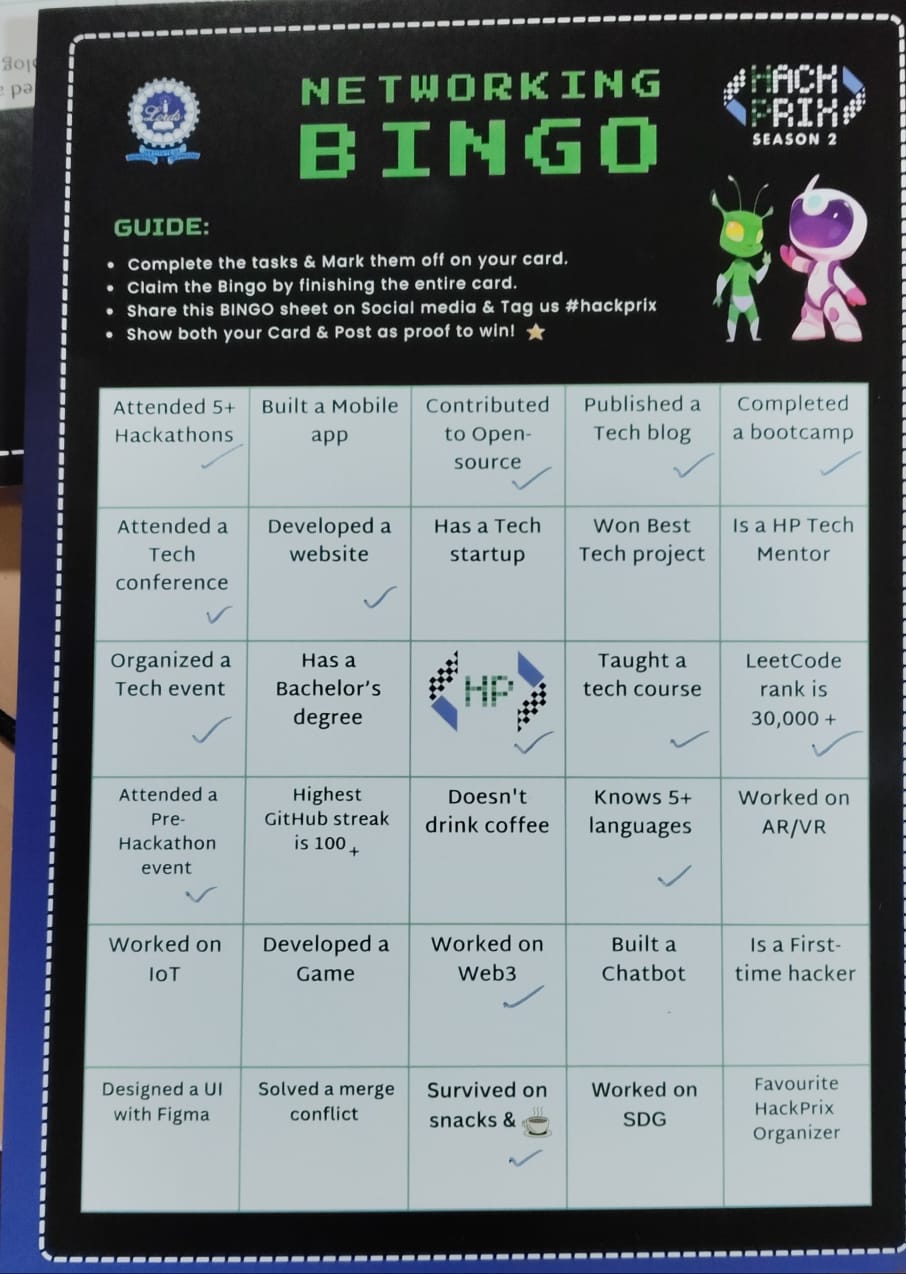 Lords
NETWORKING
BINGO
HACK
PRIX
SEASON 2
GUIDE:
• Complete the tasks & Mark them off on your card.
• Claim the Bingo by finishing the entire card.
• Share this BINGO sheet on Social media & Tag us #hackprix
• Show both your Card & Post as proof to win!
Attended 5+
Hackathons
Built a Mobile
app
Contributed
to Open-
source
Published a
Tech blog
Completed
a bootcamp
Attended a
Tech
conference
Developed a
website
Has a Tech
startup
Won Best
Tech project
Is a HP Tech
Mentor
Organized a
Tech event
Has a
Bachelor's
degree
HP
Taught a
tech course
LeetCode
rank is
30,000 +
Attended a
Pre-
Hackathon
event
Highest
GitHub streak
is 100 +
Doesn't
drink coffee
Knows 5+
languages
Worked on
AR/VR
Worked on
IoT
Developed a
Game
Worked on
Web3
Built a
Chatbot
Is a First-
time hacker
Designed a UI
with Figma
Solved a merge
conflict
Survived on
snacks &
Worked on
SDG
Favourite
HackPrix
Organizer